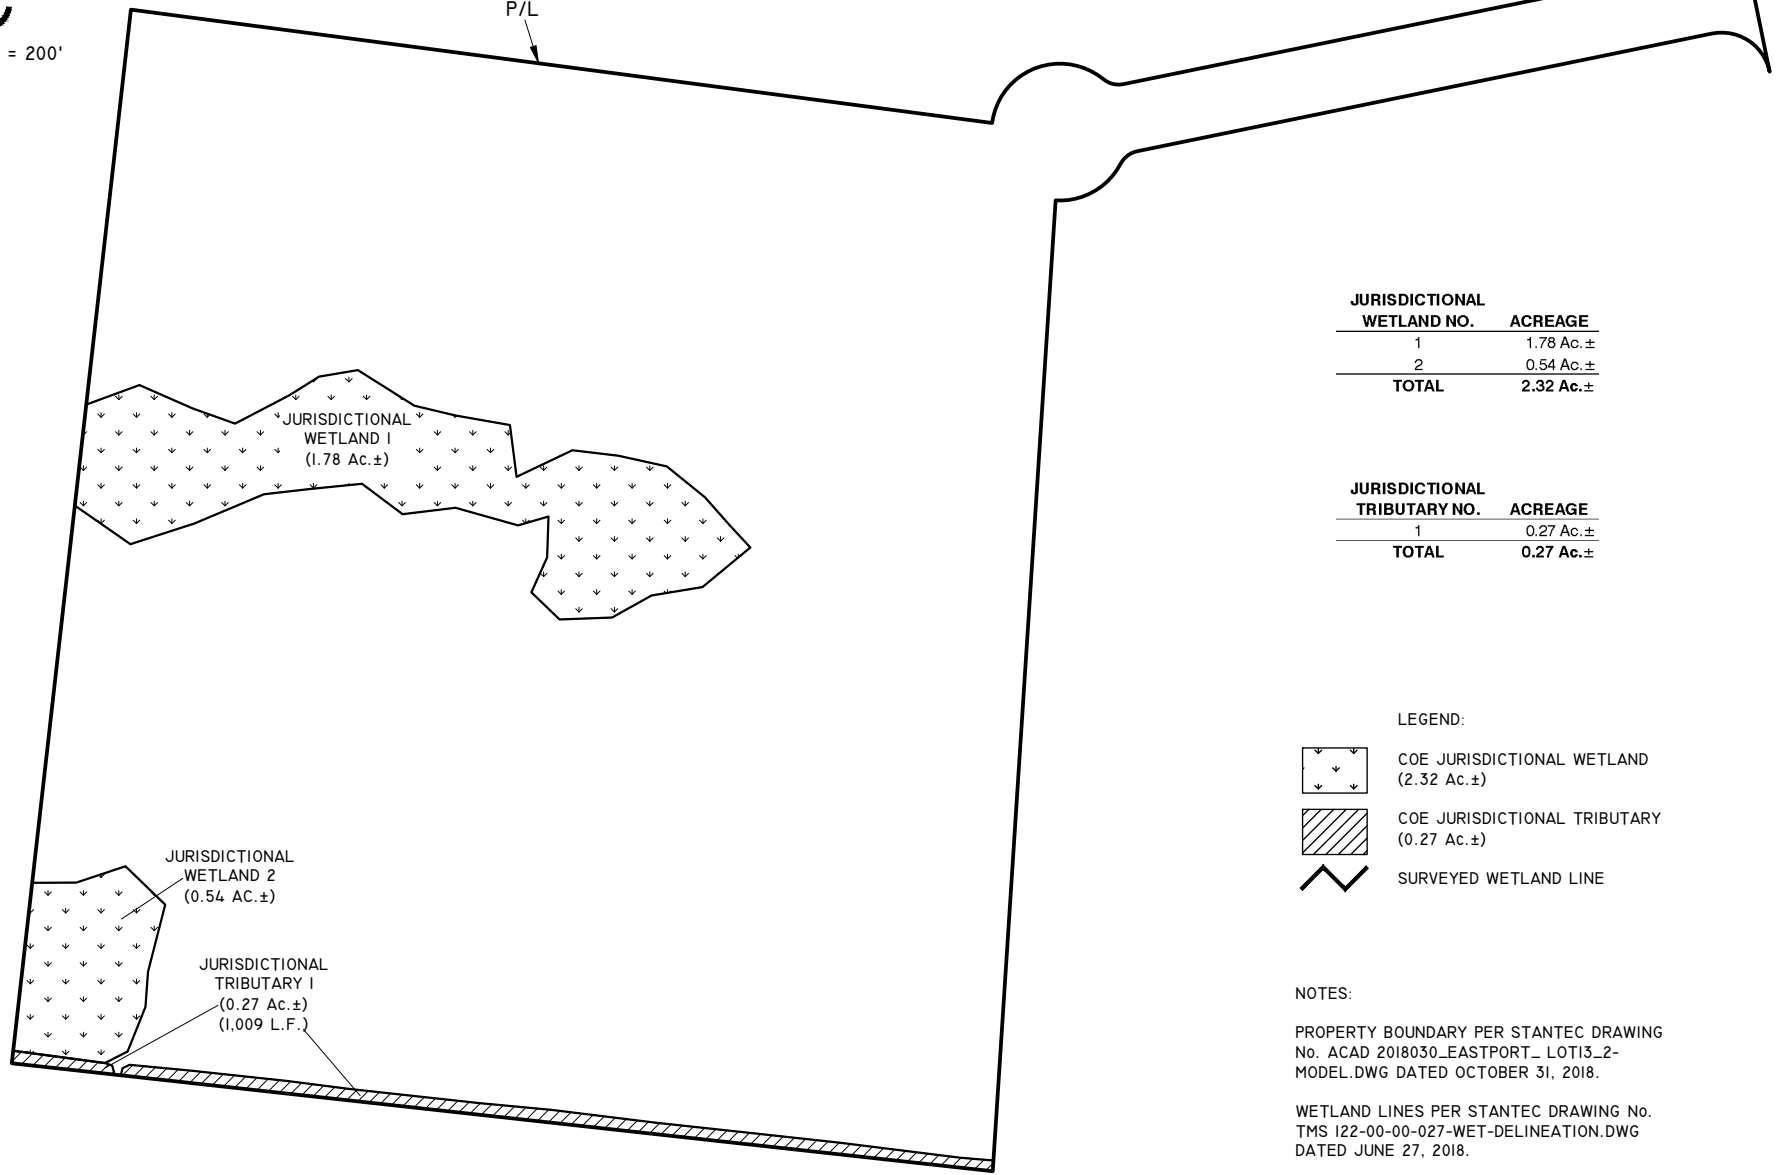 P/L
= 200'
JURISDICTIONAL
WETLAND NO. ACREAGE
1 1.78 Ac.±
2 0.54 Ac.±
TOTAL 2.32 Ac.±
JURISDICTIONAL
WETLAND 1
(1.78 Ac.±)
JURISDICTIONAL
TRIBUTARY NO. ACREAGE
1 0.27 Ac.±
TOTAL 0.27 Ac.±
LEGEND:
COE JURISDICTIONAL WETLAND
(2.32 Ac.±)
COE JURISDICTIONAL TRIBUTARY
(0.27 Ac.±)
SURVEYED WETLAND LINE
JURISDICTIONAL
WETLAND 2
(0.54 AC.±)
JURISDICTIONAL
TRIBUTARY 1
(0.27 Ac.±)
(1,009 L.F.)
NOTES:
PROPERTY BOUNDARY PER STANTEC DRAWING
No. ACAD 2018030_EASTPORT_ LOT13_2-
MODEL.DWG DATED OCTOBER 31, 2018.
WETLAND LINES PER STANTEC DRAWING No.
TMS 122-00-00-027-WET-DELINEATION.DWG
DATED JUNE 27, 2018.